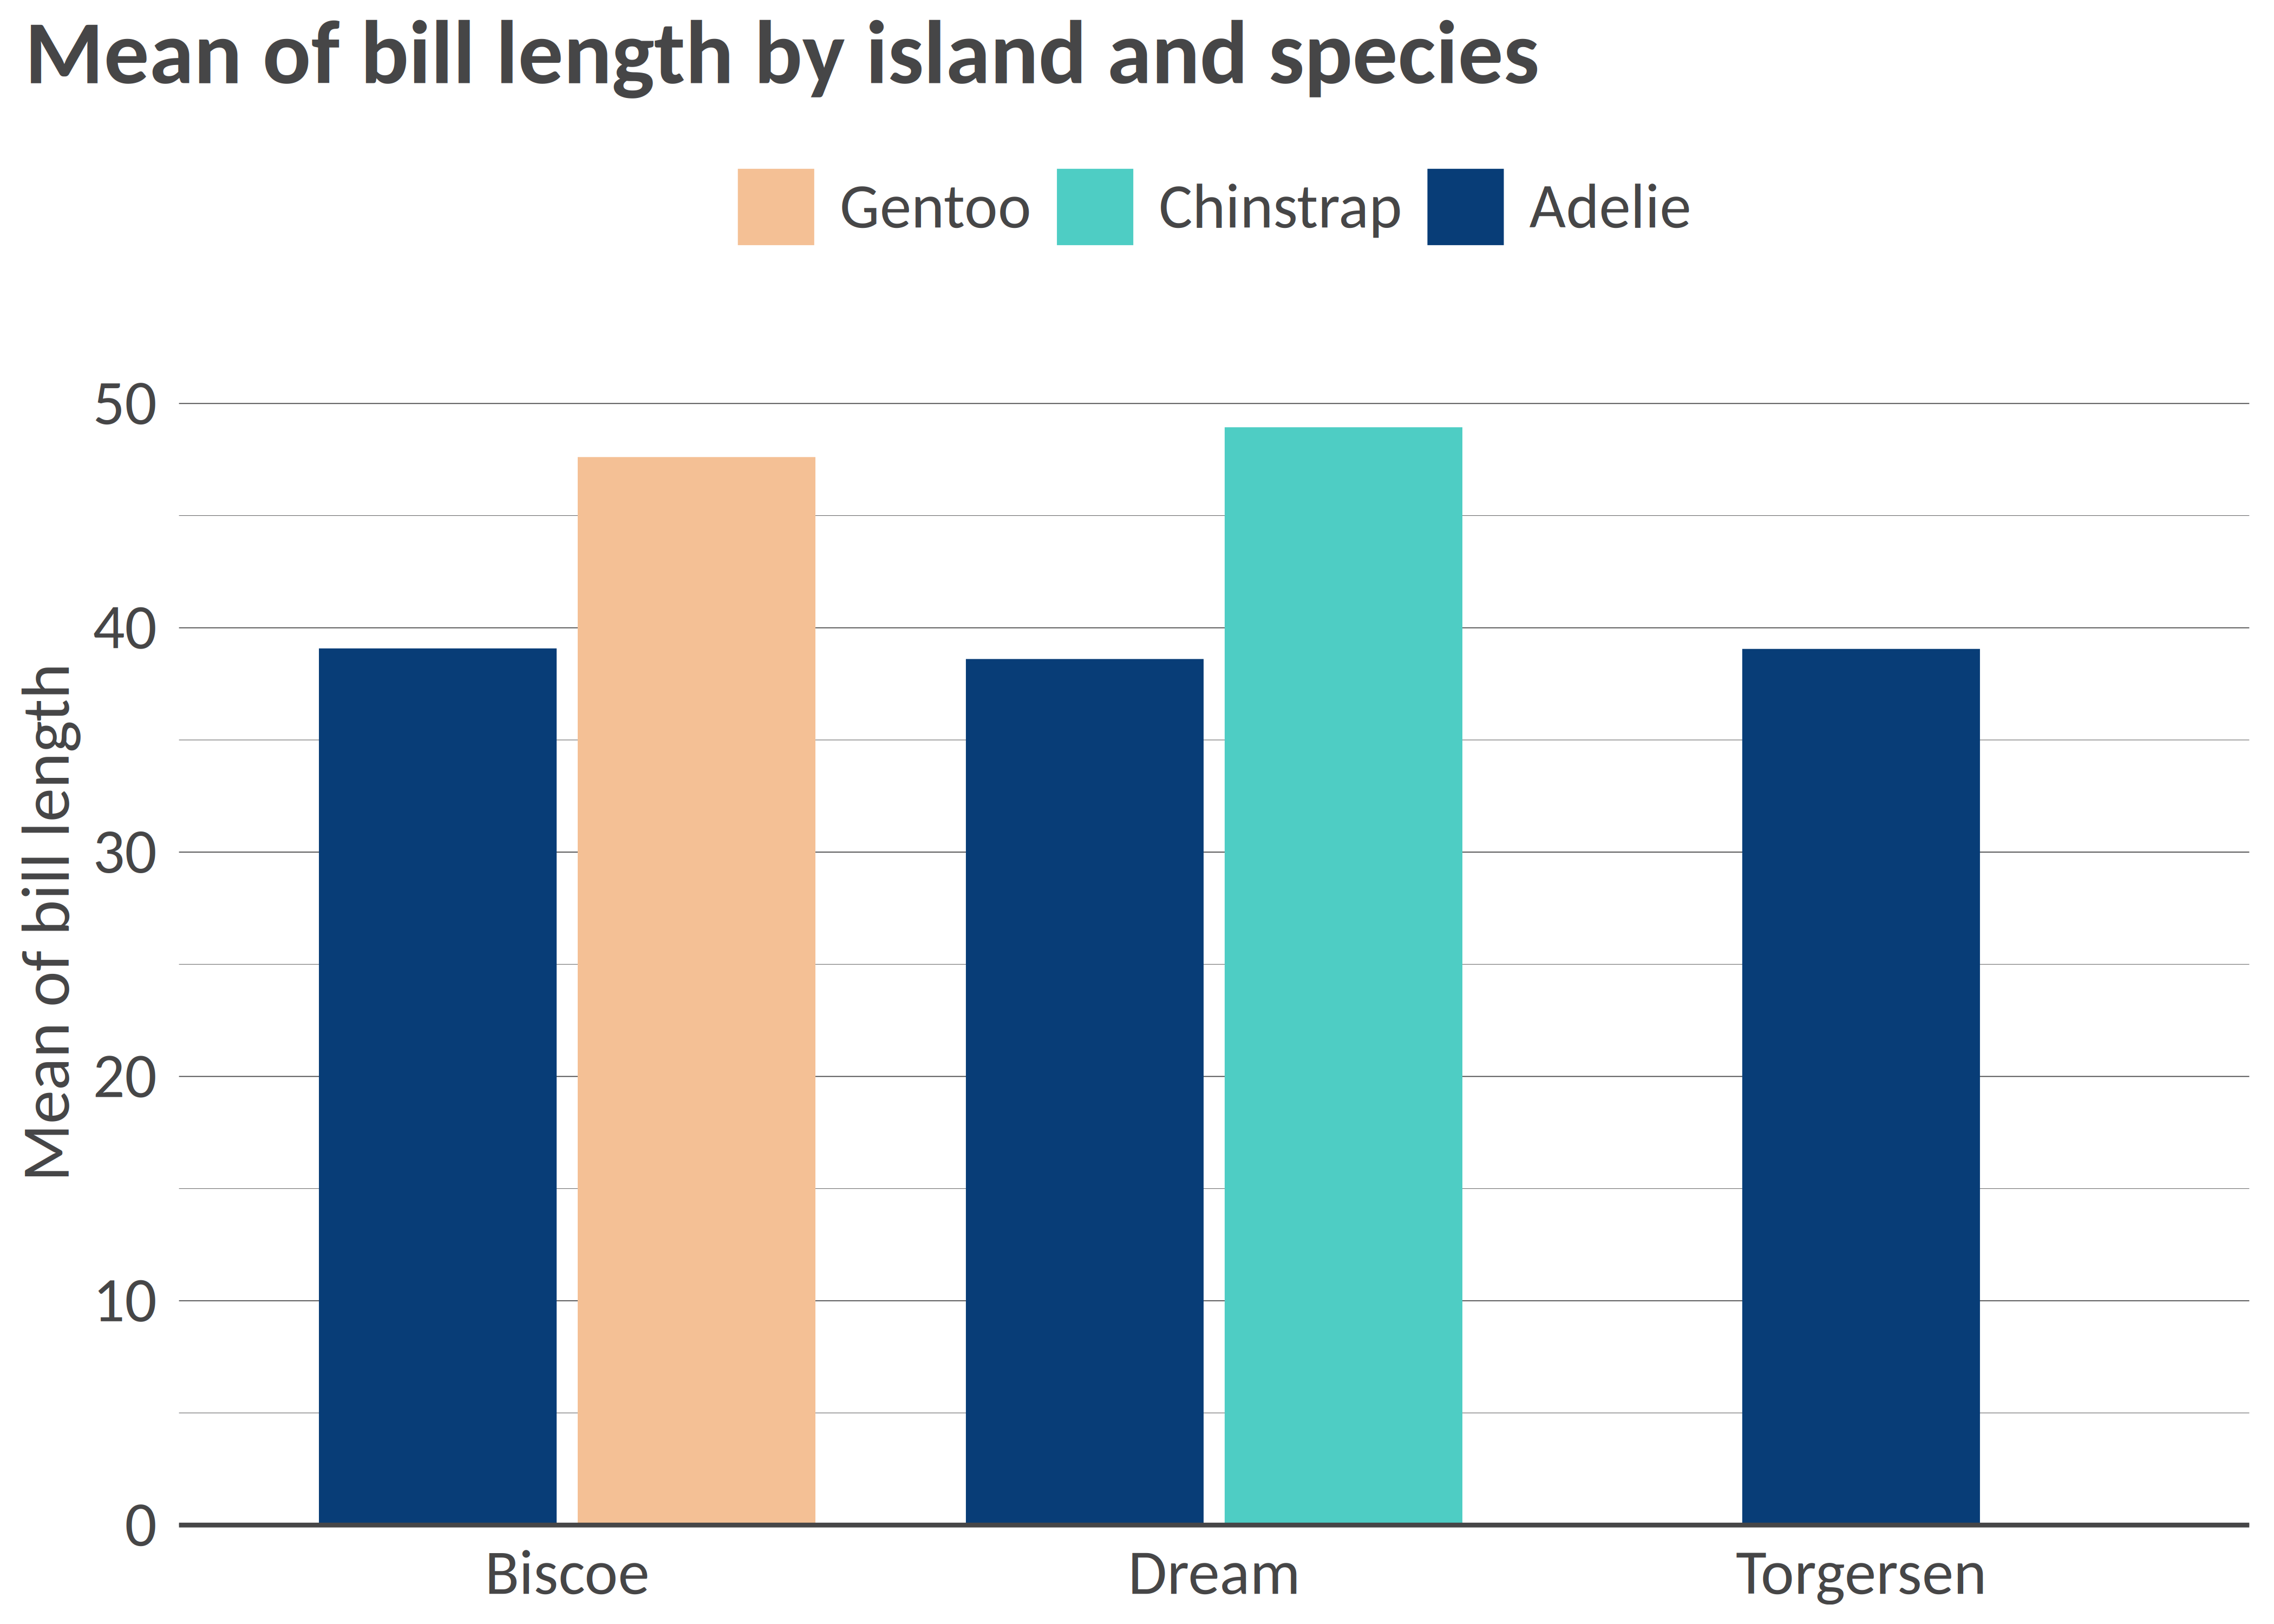 Mean of bill length by island and species
Gentoo Chinstrap Adelie
Mean of bill length
50
40
30
20
10
0
Biscoe Dream Torgersen